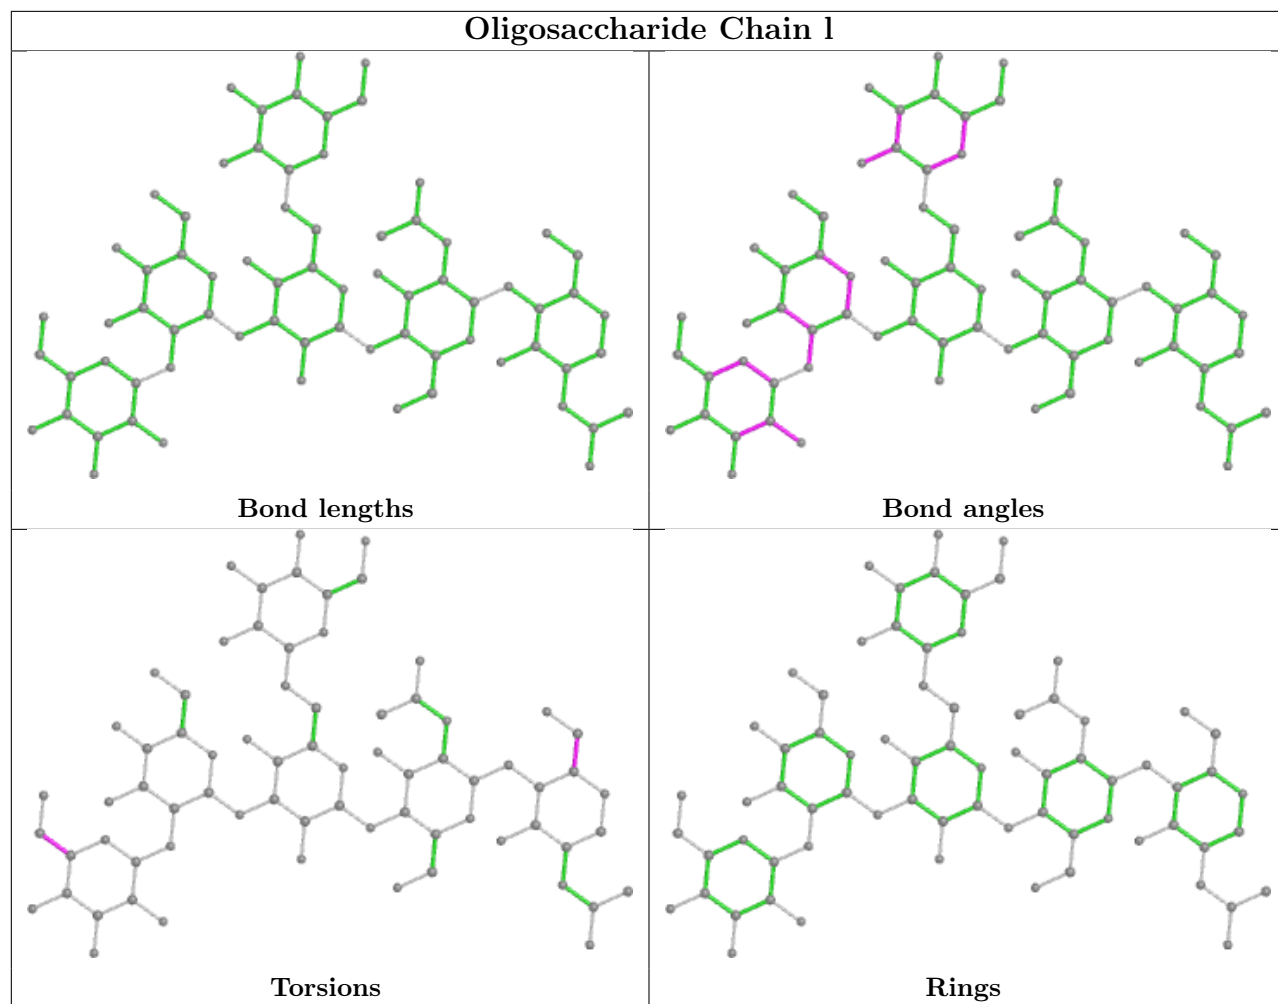 Oligosaccharide Chain l
Bond lengths
Bond angles
Torsions
Rings